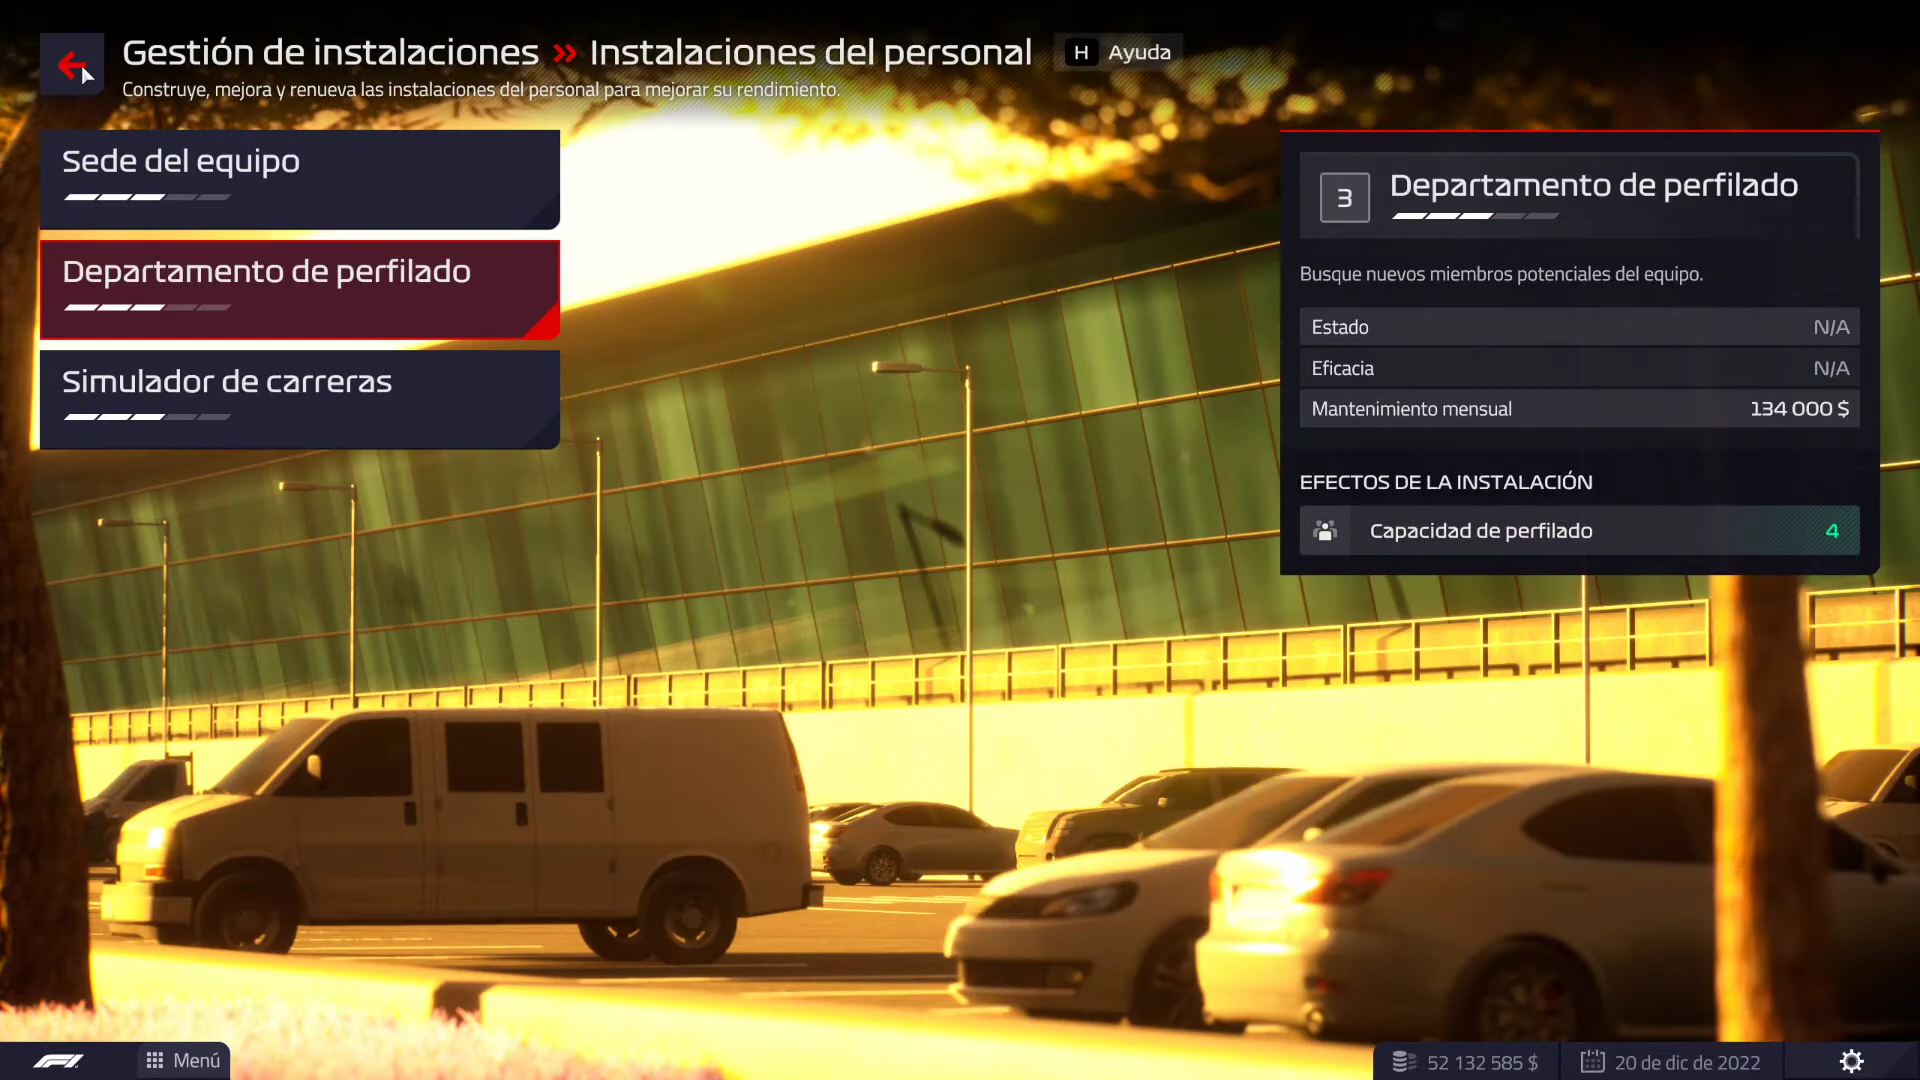 Gestión de instalaciones » Instalaciones del personal
H Ayuda
Construye, mejora y renueva las instalaciones del personal para mejorar su rendimiento.
Sede del equipo
Departamento de perfilado
Simulador de carreras
3 Departamento de perfilado
Busque nuevos miembros potenciales del equipo.
Estado N/A
Eficacia N/A
Mantenimiento mensual 134 000 $
EFECTOS DE LA INSTALACIÓN
Capacidad de perfilado 4
F1 Menú
52 132 585 $ 20 de dic de 2022